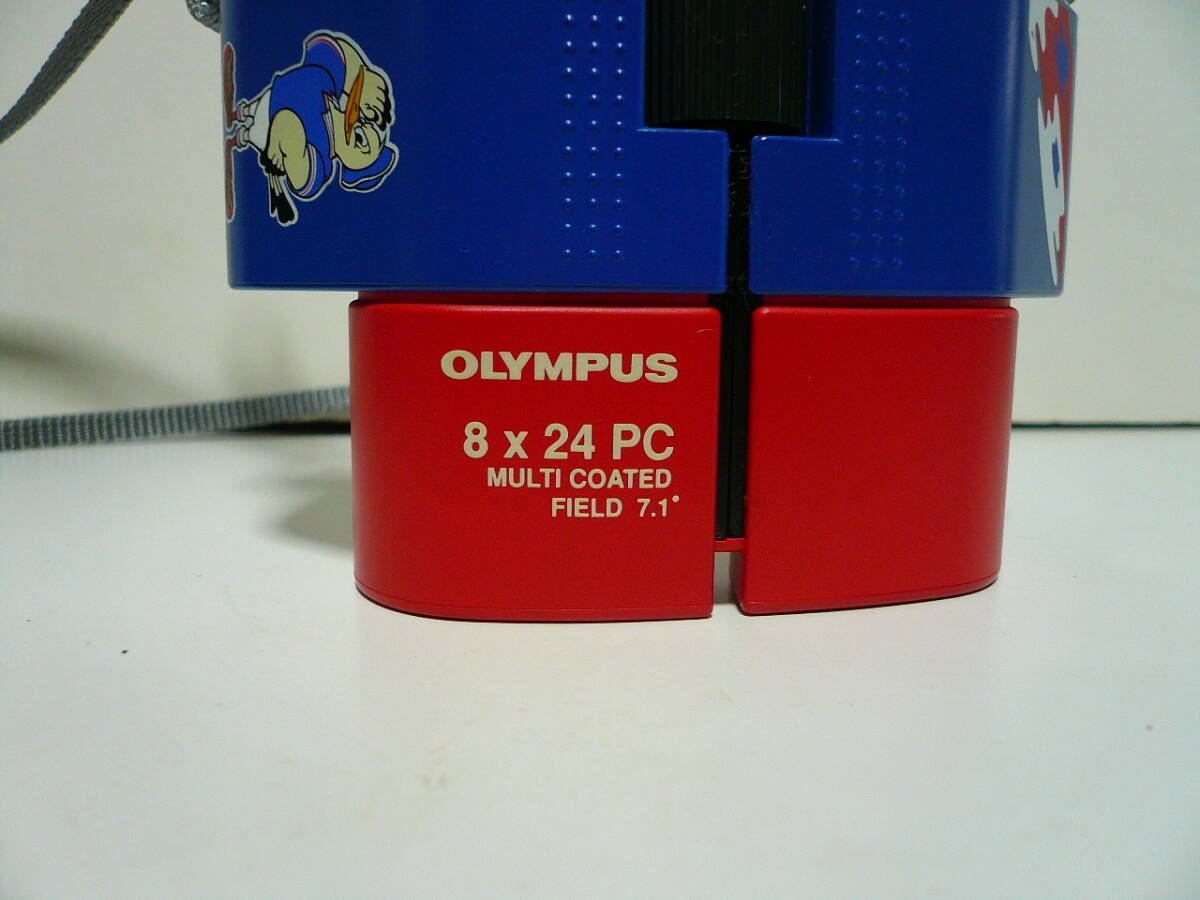 OLYMPUS
8 x 24 PC
MULTI COATED
FIELD 7.1°